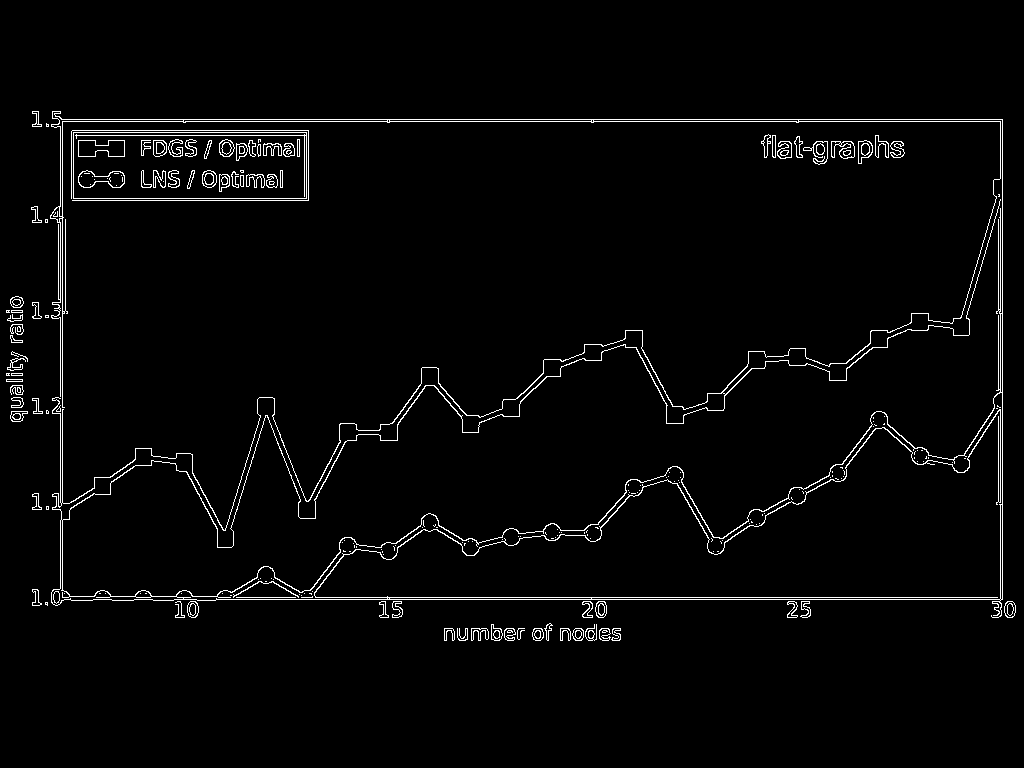 1.5
FDGS / Optimal
flat-graphs
LNS / Optimal
1.4
1.3
quality ratio
1.2
1.1
1.0
10 15 20 25 30
number of nodes